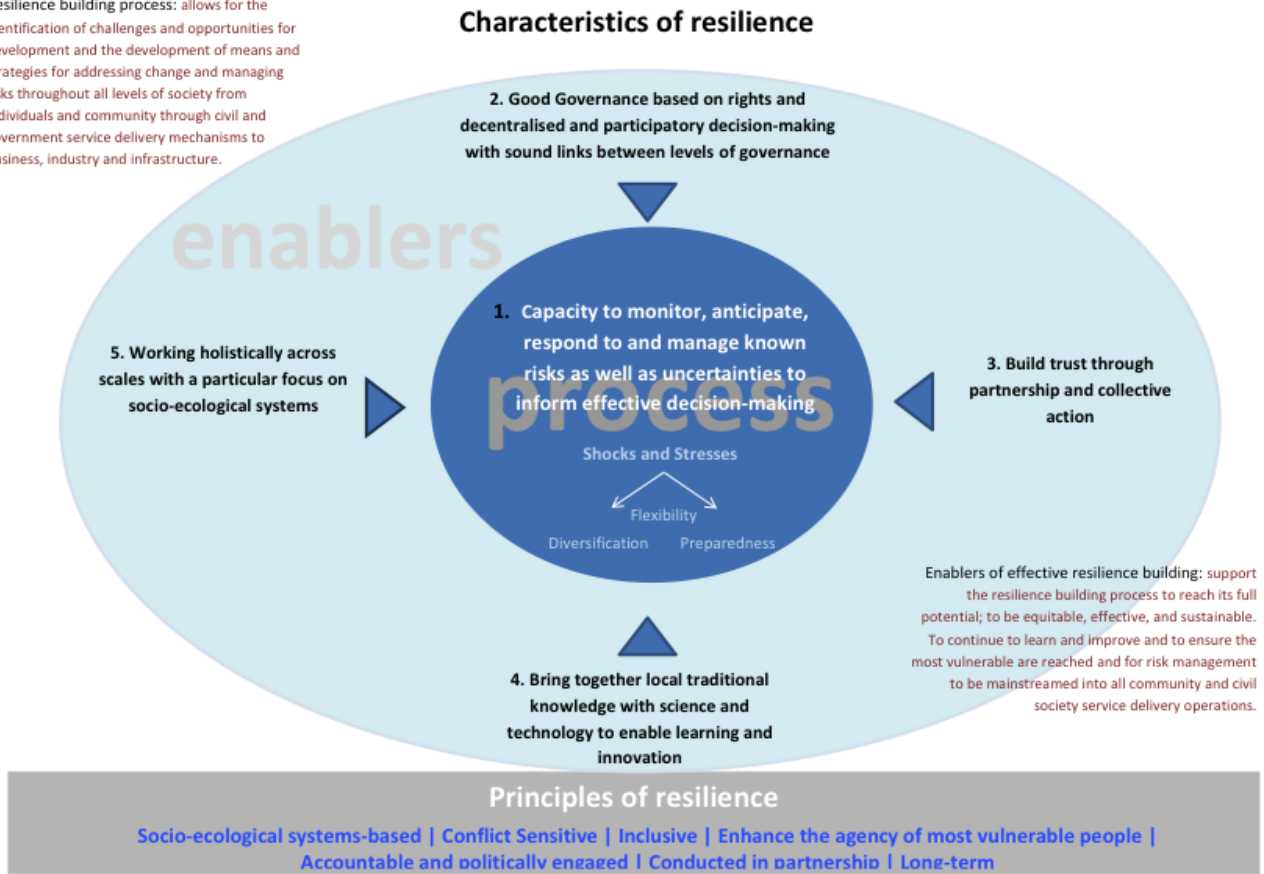 esilience building process: allows for the
entification of challenges and opportunities for
velopment and the development of means and
rategies for addressing change and managing
ks throughout all levels of society from
dividuals and community through civil and
vernment service delivery mechanisms to
siness, industry and infrastructure.
Characteristics of resilience
2. Good Governance based on rights and
decentralised and participatory decision-making
with sound links between levels of governance
enablers
1. Capacity to monitor, anticipate,
respond to and manage known
risks as well as uncertainties to
inform effective decision-making
process
Shocks and Stresses
Flexibility
Diversification Preparedness
5. Working holistically across
scales with a particular focus on
socio-ecological systems
3. Build trust through
partnership and collective
action
Enablers of effective resilience building: support
the resilience building process to reach its full
potential; to be equitable, effective, and sustainable.
To continue to learn and improve and to ensure the
most vulnerable are reached and for risk management
to be mainstreamed into all community and civil
society service delivery operations.
4. Bring together local traditional
knowledge with science and
technology to enable learning and
innovation
Principles of resilience
Socio-ecological systems-based | Conflict Sensitive | Inclusive | Enhance the agency of most vulnerable people |
Accountable and politically engaged | Conducted in partnership | Long-term